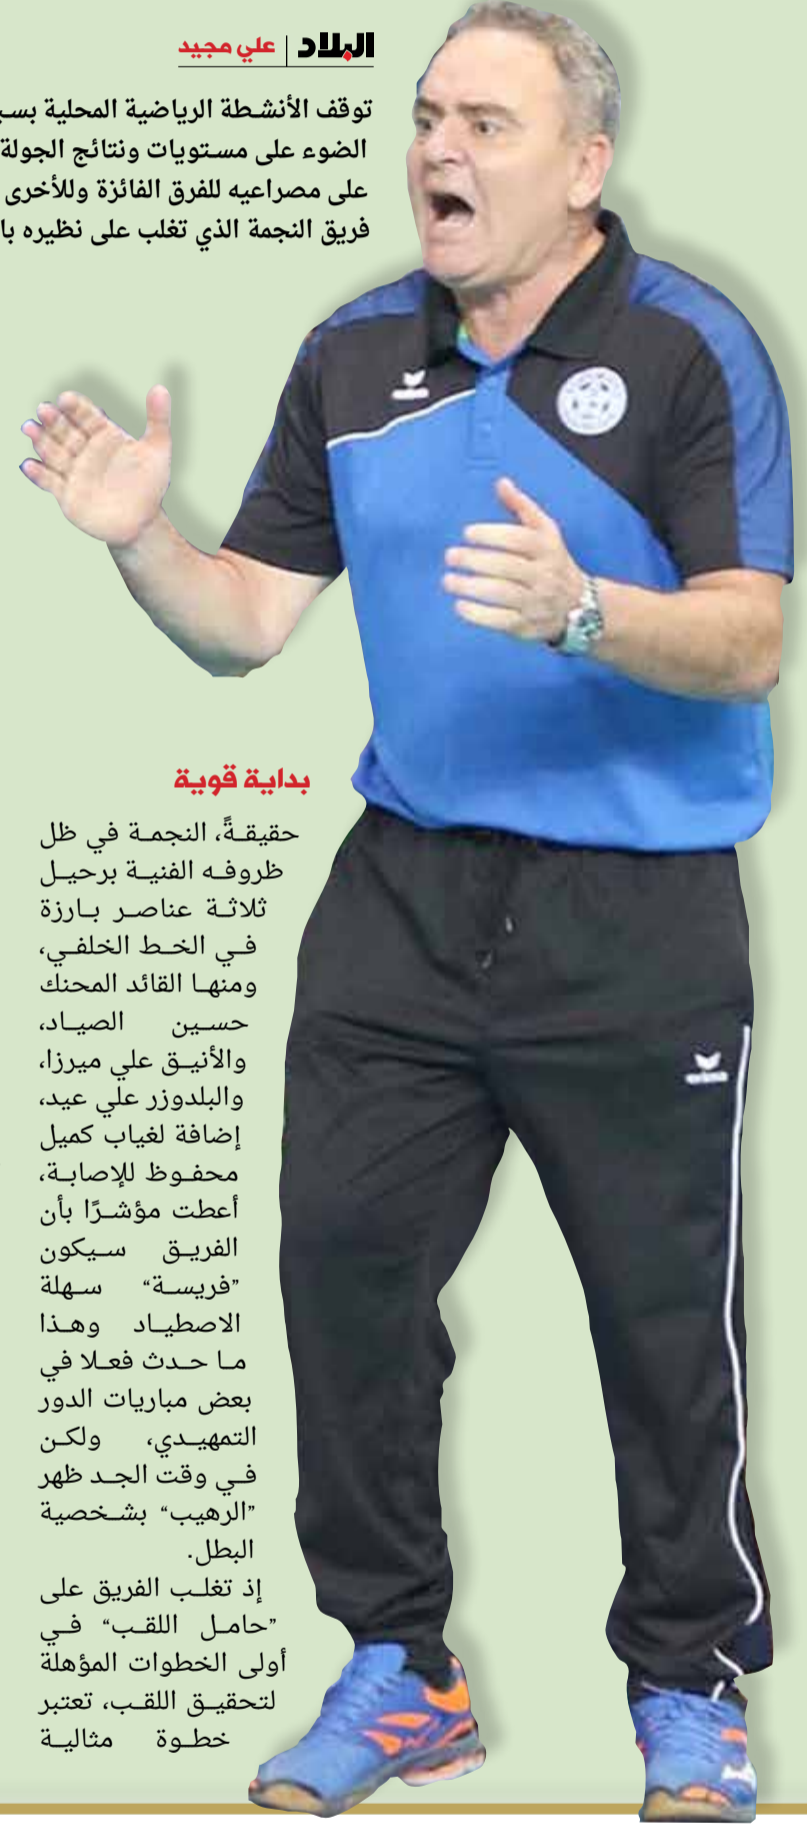 البلاد | علي مجيد
توقف الأنشطة الرياضية المحلية
الضوء على مستويات ونتائج الجولة
على مصراعيه للفرق الفائزة وللأخرى
فريق النجمة الذي تغلب على نظيره
بداية قوية
حقيقةً، النجمة في ظل
ظروفه الفنية برحيل
ثلاثة عناصر بارزة
في الخط الخلفي،
ومنها القائد المحنك
حسين الصياد،
والأنيق علي ميرزا،
والبلدوزر علي عيد،
إضافة لغياب كميل
محفوظ للإصابة،
أعطت مؤشرًا بأن
الفريق سيكون
”فريسة“ سهلة
الاصطياد وهذا
ما حدث فعلا في
بعض مباريات الدور
التمهيدي، ولكن
في وقت الجد ظهر
”الرهيب“ بشخصية
البطل.
إذ تغلب الفريق على
”حامل اللقب“ في
أولى الخطوات المؤهلة
لتحقيق اللقب، تعتبر
خطوة مثالية
erima